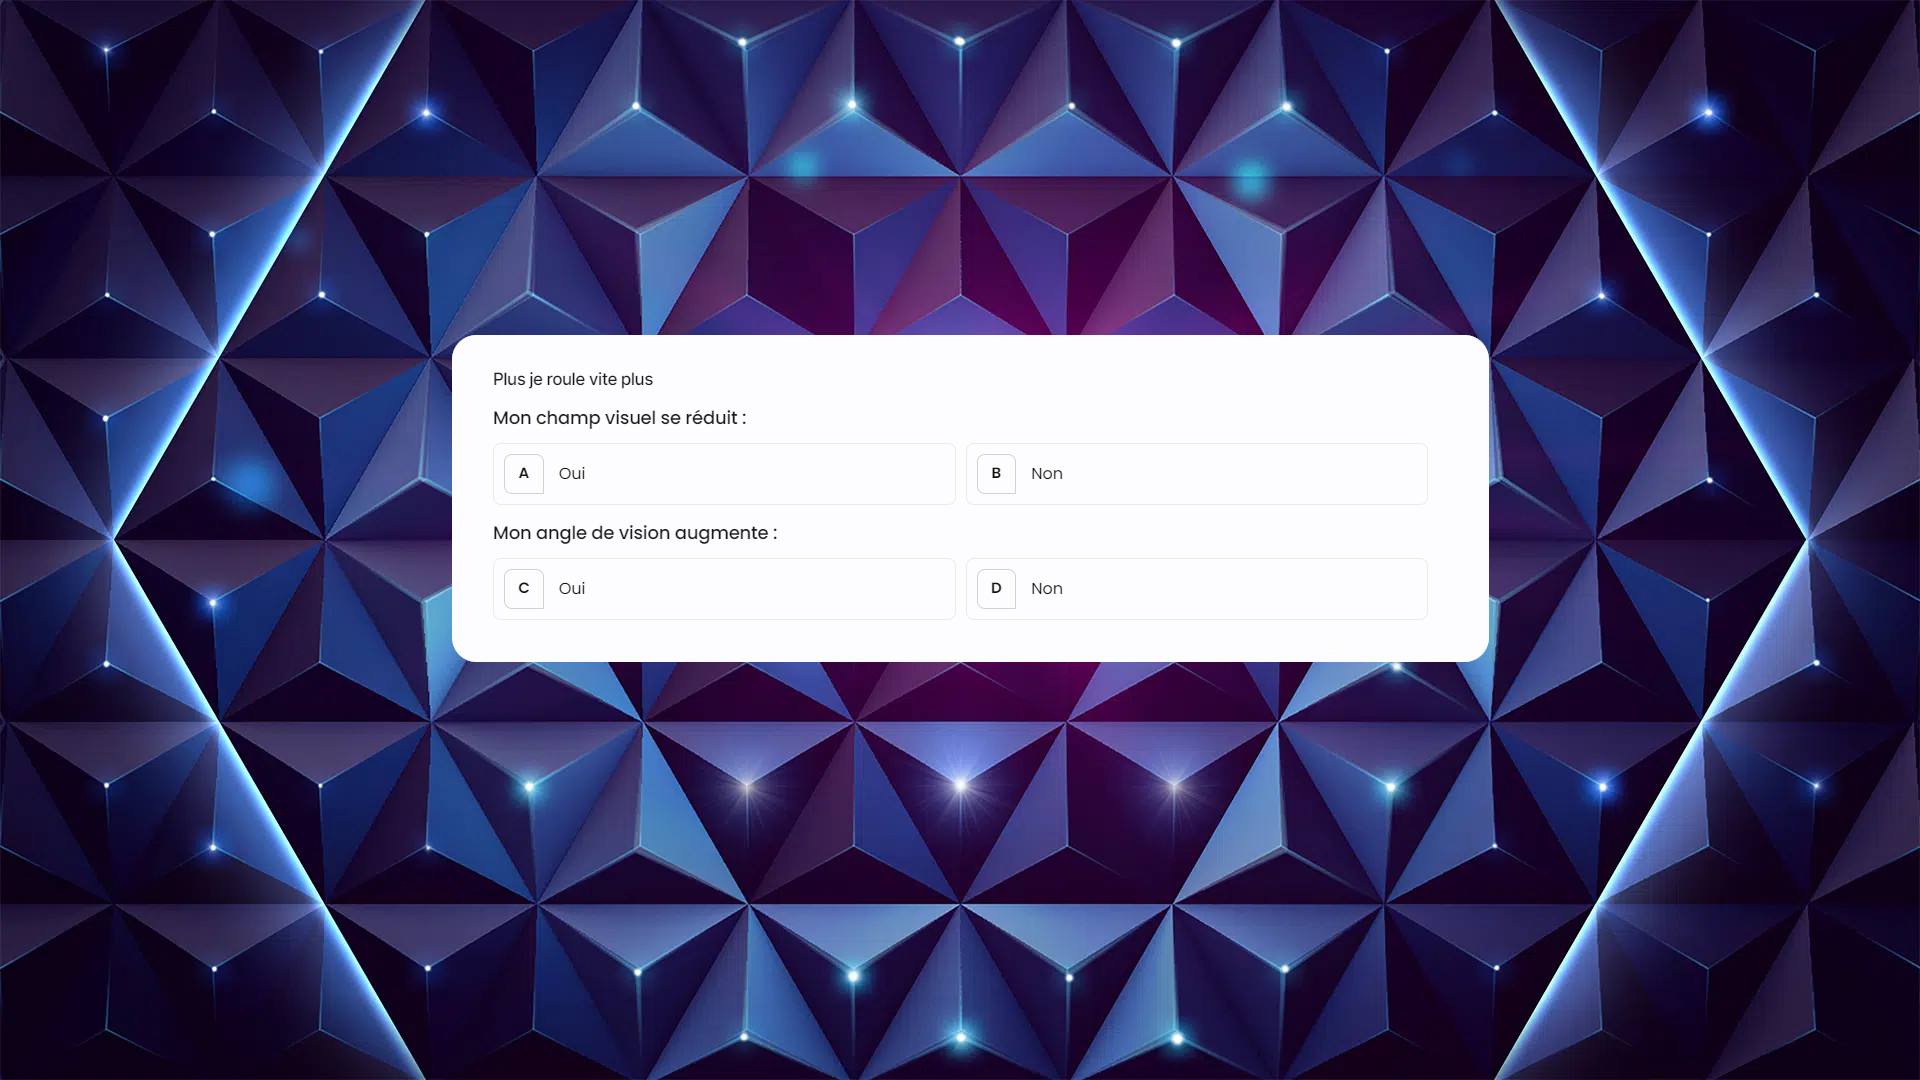 Plus je roule vite plus
Mon champ visuel se réduit :
A Oui
B Non
Mon angle de vision augmente :
C Oui
D Non